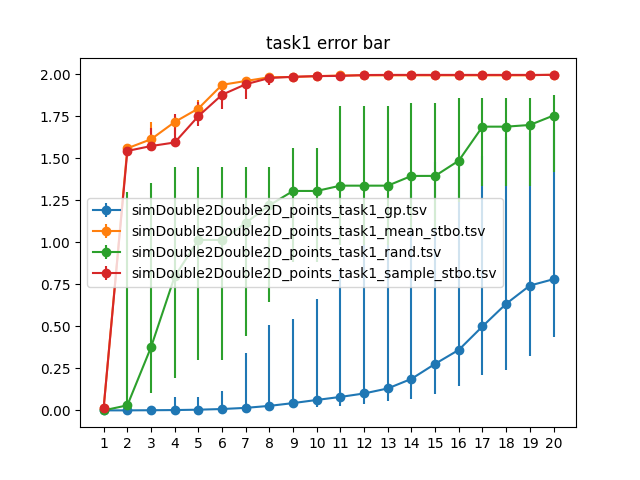 task1 error bar
2.00
1.75
1.50
1.25
1.00
0.75
0.50
0.25
0.00
simDouble2Double2D_points_task1_gp.tsv
simDouble2Double2D_points_task1_mean_stbo.tsv
simDouble2Double2D_points_task1_rand.tsv
simDouble2Double2D_points_task1_sample_stbo.tsv
1 2 3 4 5 6 7 8 9 10 11 12 13 14 15 16 17 18 19 20